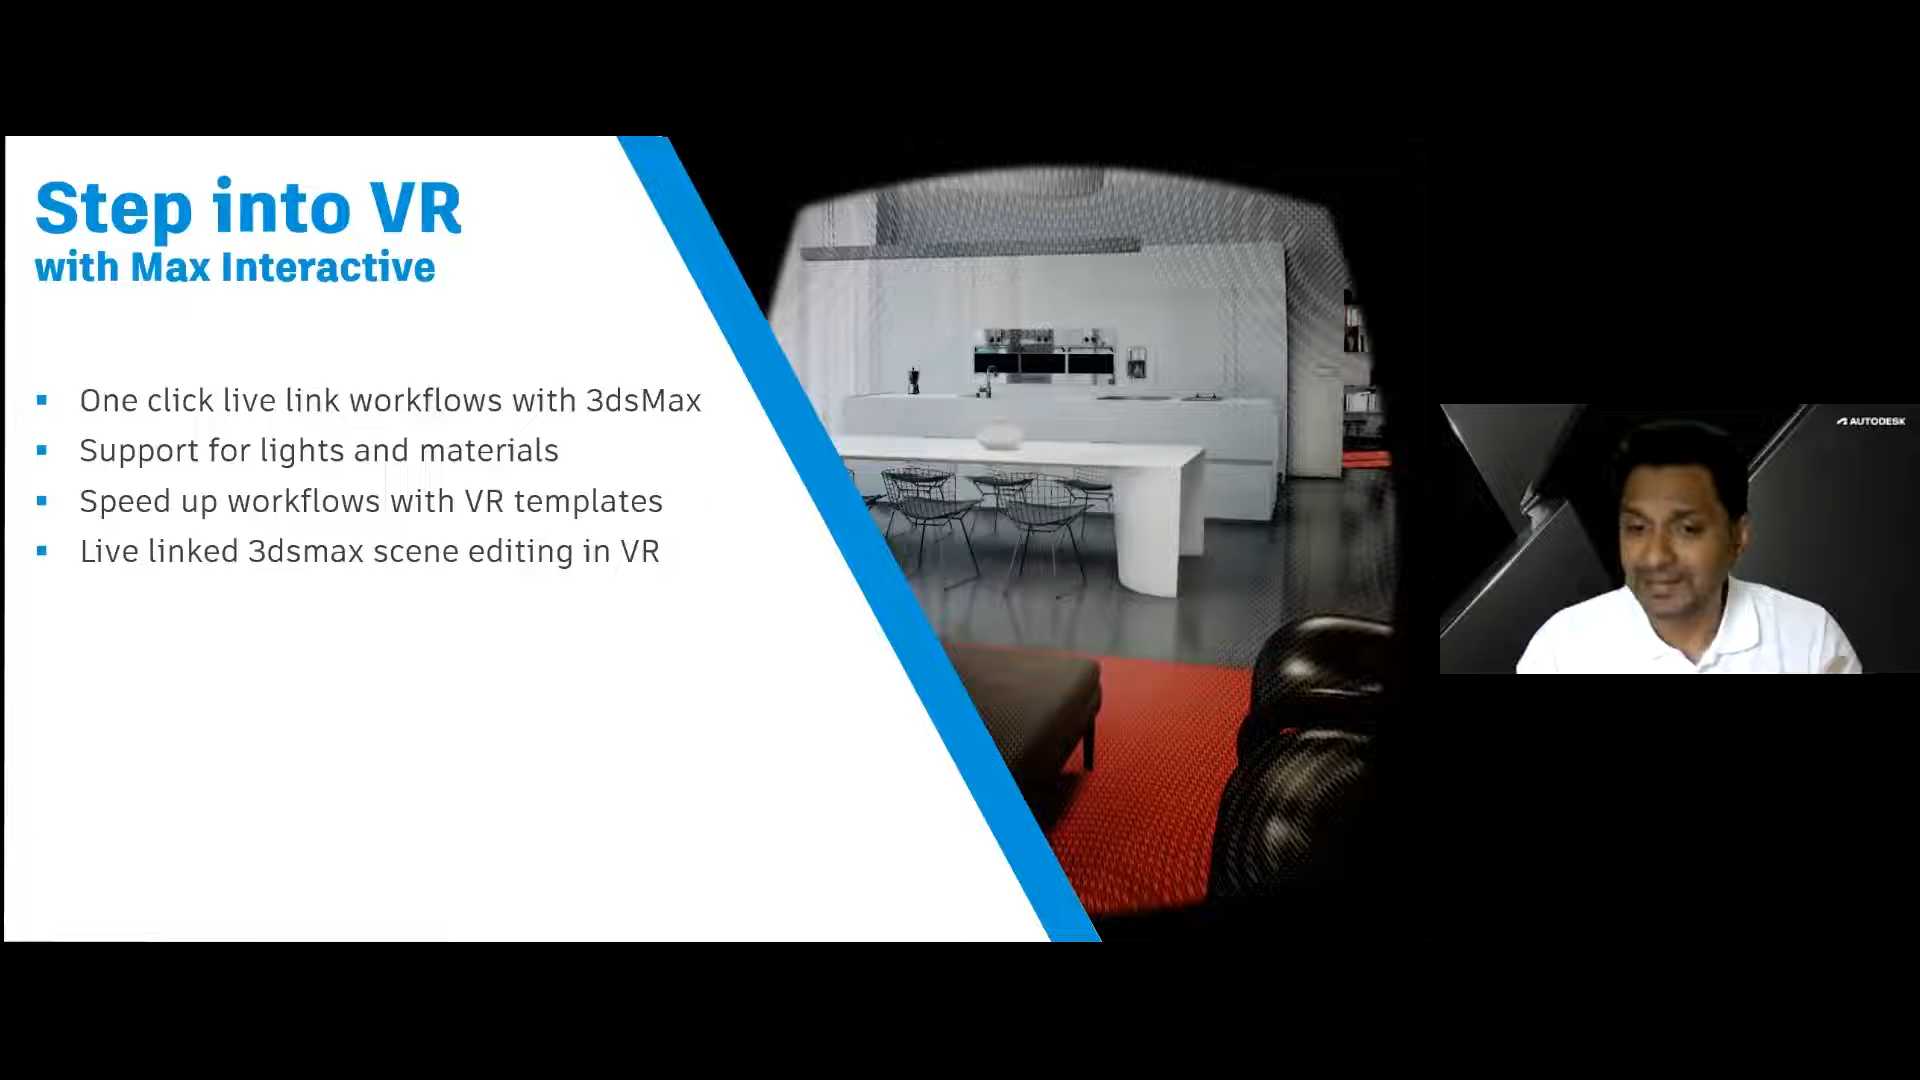 Step into VR
with Max Interactive
▪ One click live link workflows with 3dsMax
▪ Support for lights and materials
▪ Speed up workflows with VR templates
▪ Live linked 3dsmax scene editing in VR
AUTODESK